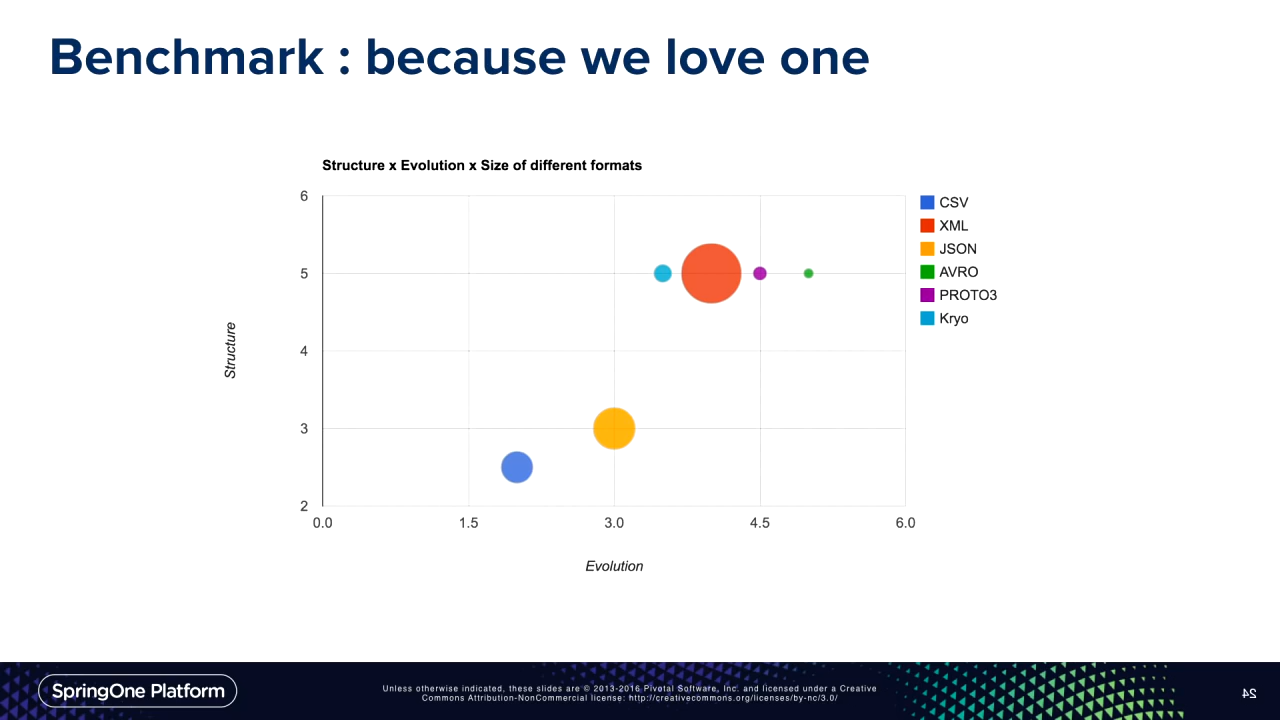 Benchmark : because we love one
Structure x Evolution x Size of different formats
6
5
4
3
2
Structure
0.0
1.5
3.0
4.5
6.0
Evolution
CSV
XML
JSON
AVRO
PROTO3
Kryo
SpringOne Platform
Unless otherwise indicated, these slides are © 2013-2016 Pivotal Software, Inc. and licensed under a Creative
Commons Attribution-NonCommercial license: http://creativecommons.org/licenses/by-nc/3.0/
24